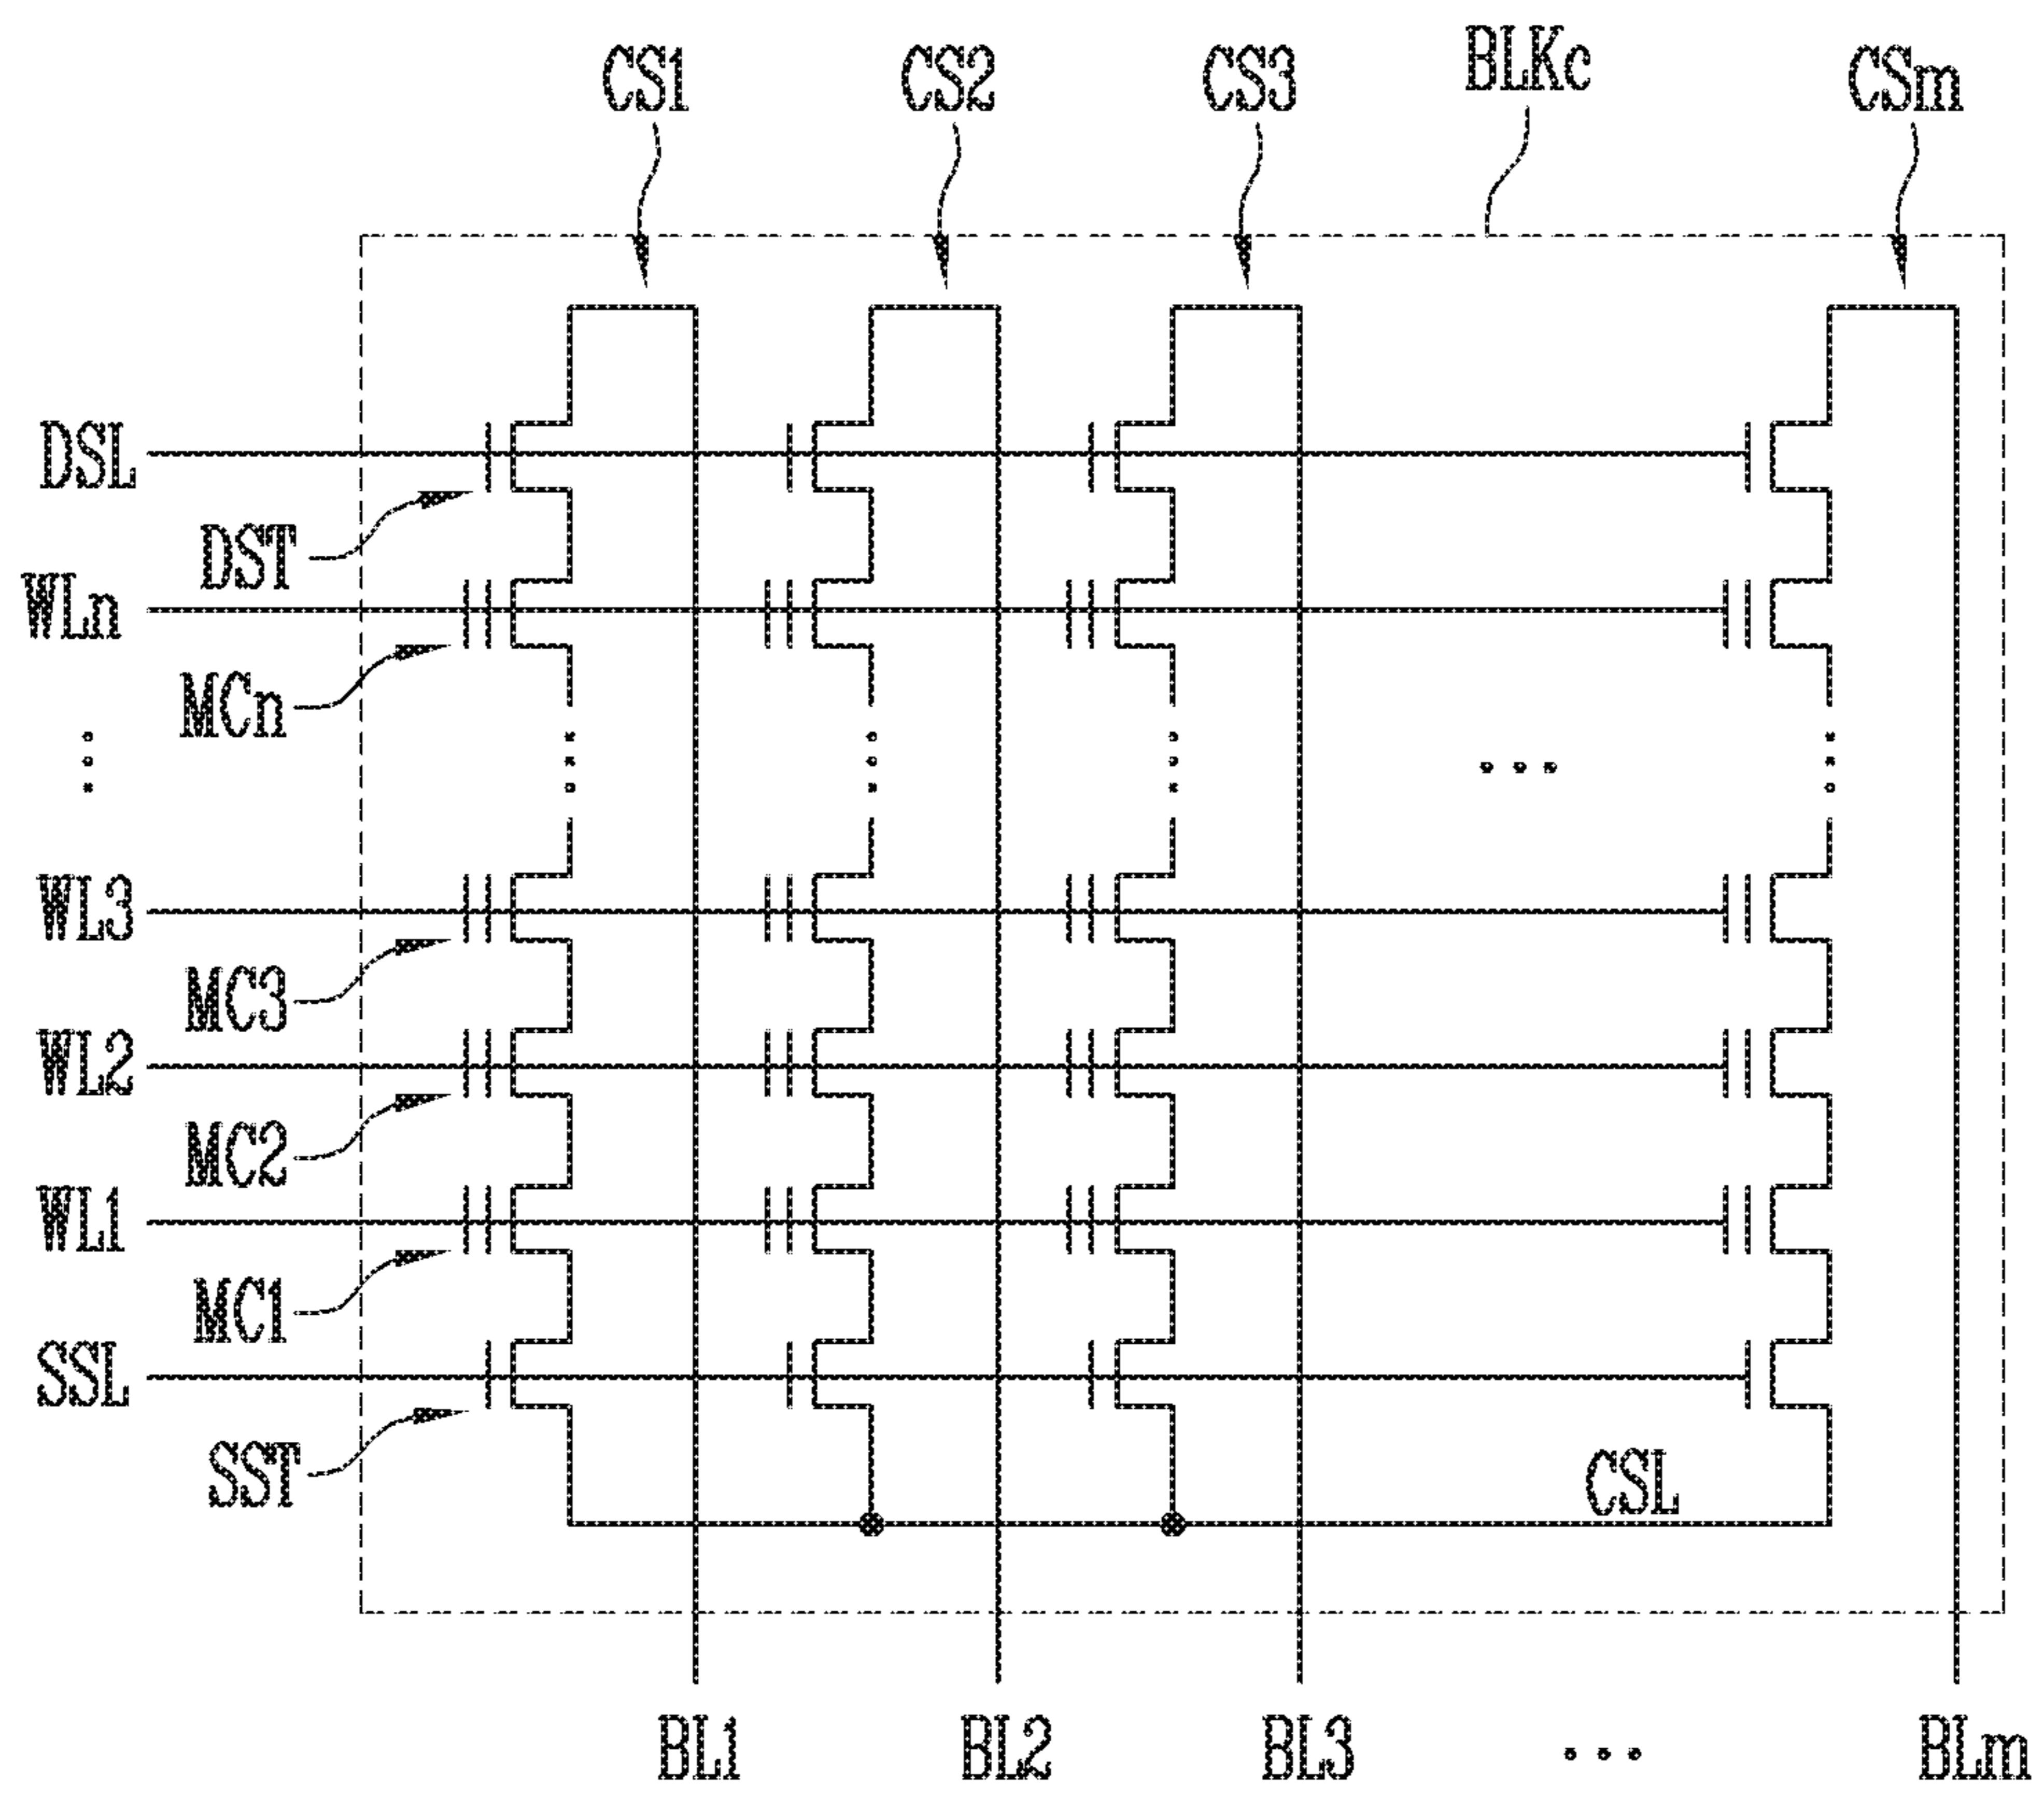 CS1 CS2 CS3 BLKc CSm
DSL
DST
WLn
MCn
WL3
MC3
WL2
MC2
WL1
MC1
SSL
SST
CSL
BL1 BL2 BL3 ... BLm